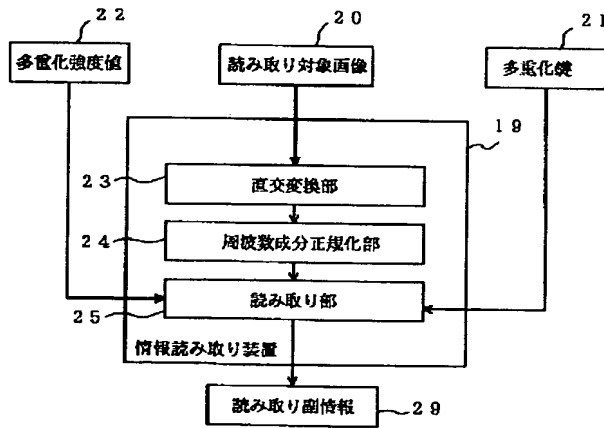 22
20
21
多重化強度値
読み取り対象画像
多重化鍵
19
23
直交変換部
24
周波数成分正規化部
読み取り部
25
情報読み取り装置
読み取り副情報
29